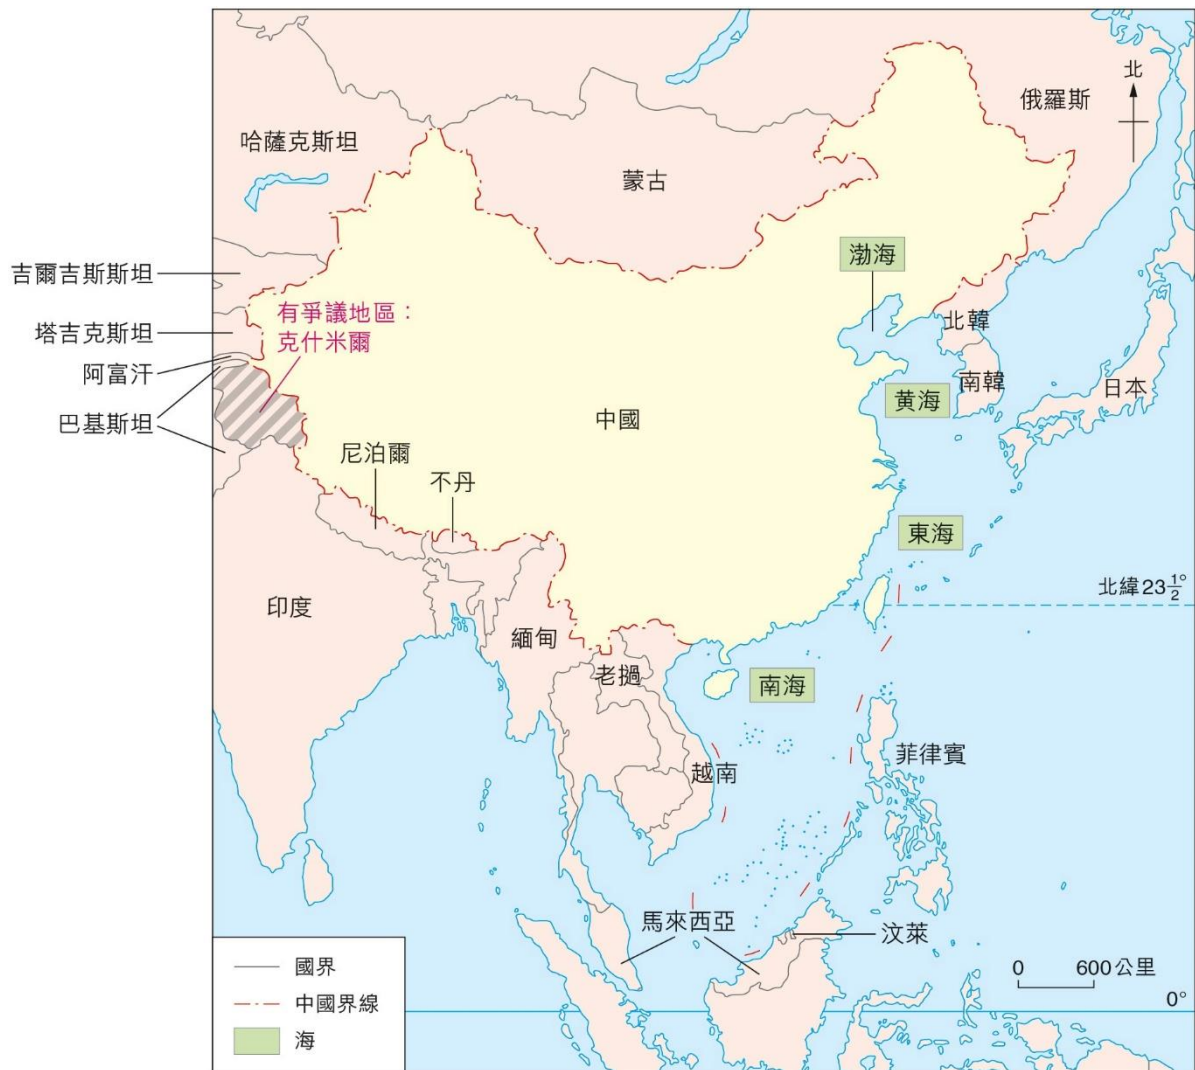 北
俄羅斯
哈薩克斯坦
蒙古
渤海
吉爾吉斯斯坦
有爭議地區：
克什米爾
塔吉克斯坦
北韓
阿富汗
南韓
日本
黄海
巴基斯坦
中國
尼泊爾
不丹
東海
北緯23½°
印度
緬甸
老撾
南海
越南
菲律賓
馬來西亞
汶萊
國界
中國界線
海
0 600公里
0°